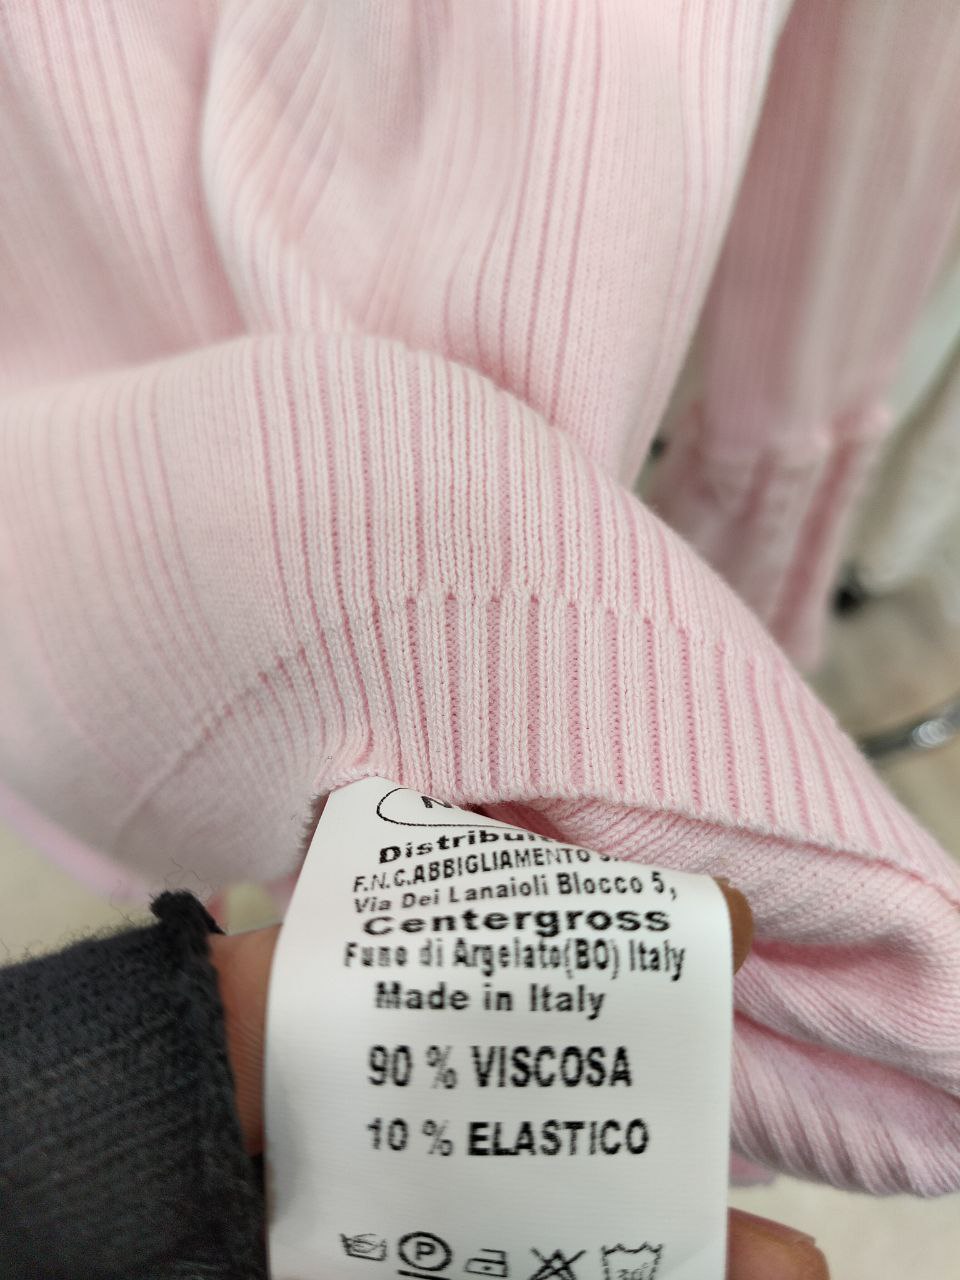 F.N.C.ABBIGLIAMENTO
Via Dei Lanaioli Blocco 5,
Centergross
Funo di Argelato(BO) Italy
Made in Italy
90 % VISCOSA
10 % ELASTICO
P
30°